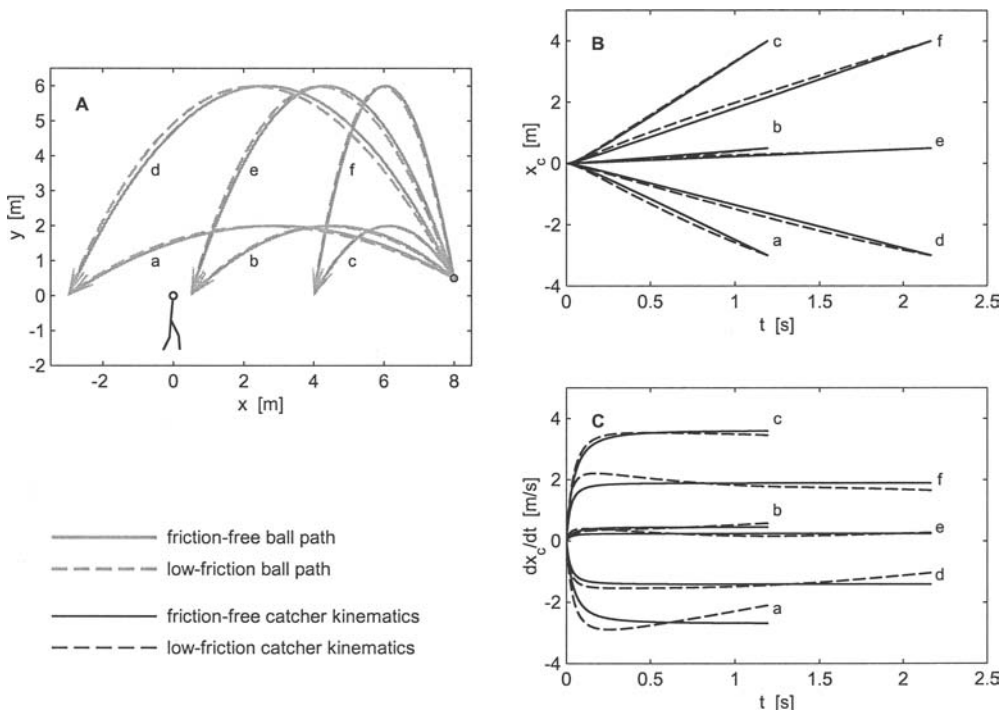 A
6
5
4
3
2
1
0
-1
-2
y [m]
d
e
f
a
b
c
-2
0
2
4
6
8
x [m]
friction-free ball path
low-friction ball path
friction-free catcher kinematics
low-friction catcher kinematics
B
4
2
0
-2
-4
x_c [m]
c
f
b
e
a
d
0
0.5
1
1.5
2
2.5
t [s]
C
4
2
0
-2
-4
dx_c/dt [m/s]
c
f
b
e
d
a
0
0.5
1
1.5
2
2.5
t [s]